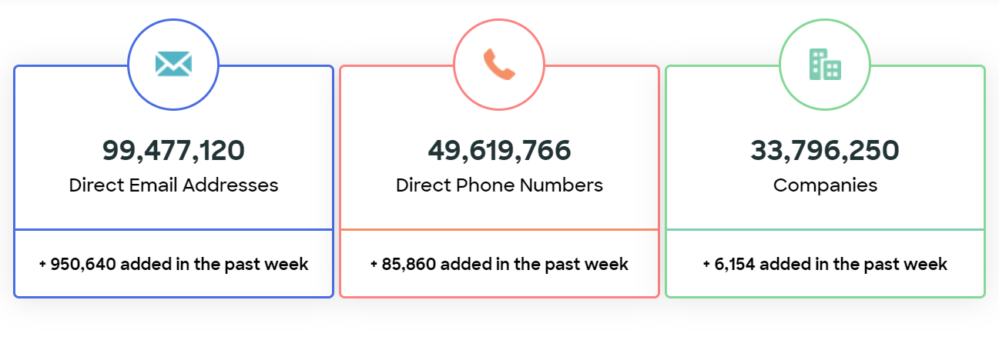 99,477,120
Direct Email Addresses
+ 950,640 added in the past week
49,619,766
Direct Phone Numbers
+ 85,860 added in the past week
33,796,250
Companies
+ 6,154 added in the past week